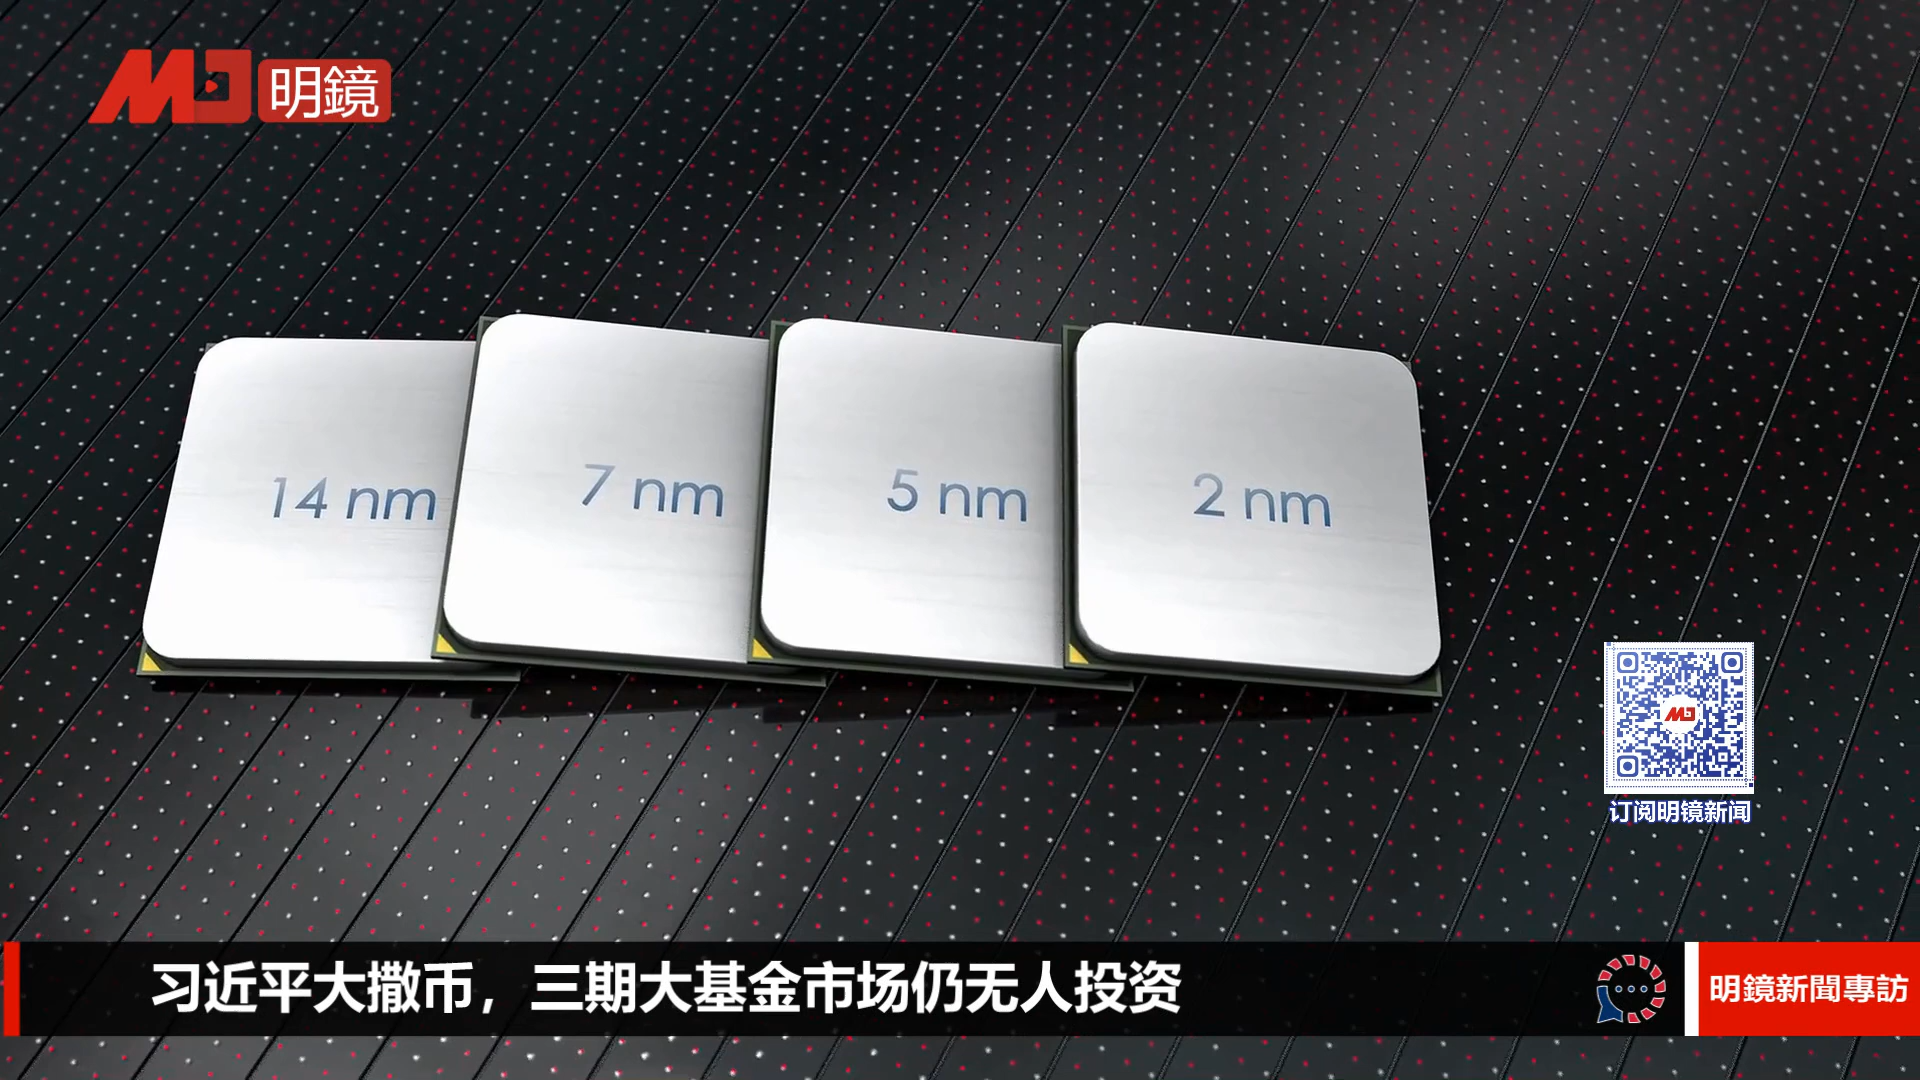 明鏡
14 nm
7 nm
5 nm
2 nm
订阅明镜新闻
习近平大撒币，三期大基金市场仍无人投资
明鏡新聞專訪